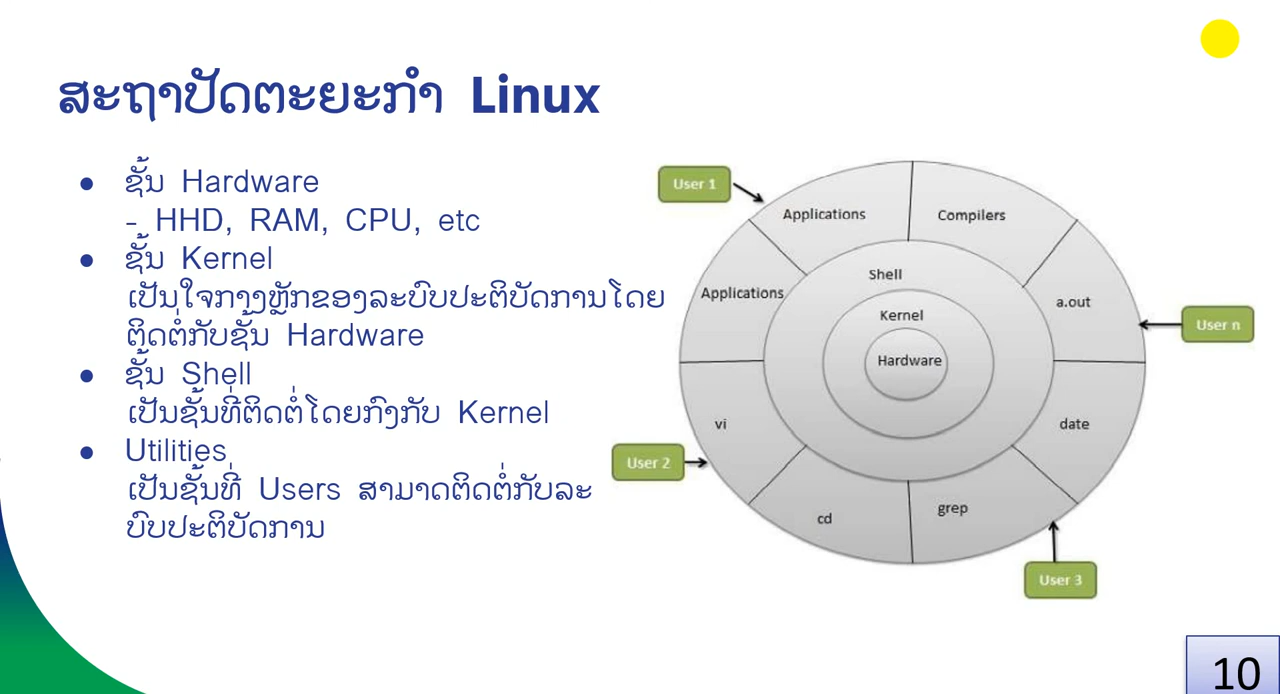 ສະຖາປັດຕະຍະກຳ Linux
● ຊັ້ນ Hardware
- HHD, RAM, CPU, etc
● ຊັ້ນ Kernel
ເປັນໃຈກາງຫຼັກຂອງລະບົບປະຕິບັດການໂດຍ
ຕິດຕໍ່ກັບຊັ້ນ Hardware
● ຊັ້ນ Shell
ເປັນຊັ້ນທີ່ຕິດຕໍ່ໂດຍກົງກັບ Kernel
● Utilities
ເປັນຊັ້ນທີ່ Users ສາມາດຕິດຕໍ່ກັບລະ
ບົບປະຕິບັດການ
User 1
Applications
Compilers
Shell
Applications
a.out
Kernel
User n
Hardware
vi
date
User 2
cd
grep
User 3
10